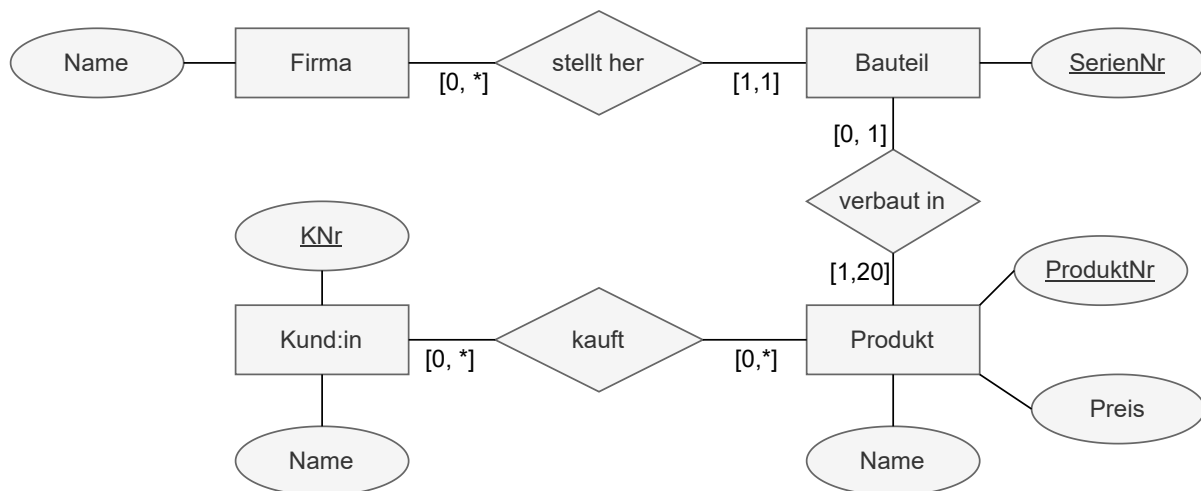 Name
Firma
[0, *]
stellt her
[1,1]
Bauteil
SerienNr
[0, 1]
verbaut in
[1,20]
KNr
ProduktNr
Kund:in
[0, *]
kauft
[0,*]
Produkt
Preis
Name
Name